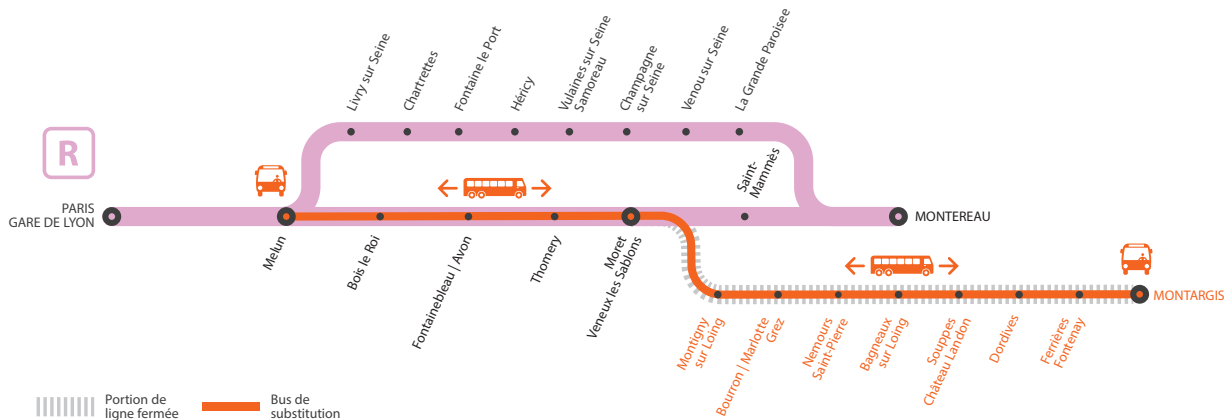 Livry sur Seine
Chartrettes
Fontaine le Port
Héricy
Vulaines sur Seine
Samoreau
Champagne
sur Seine
Venou sur Seine
La Grande Paroisee
R
Saint-
Mammès
PARIS
GARE DE LYON
MONTEREAU
Melun
Bois le Roi
Fontainebleau | Avon
Thomery
Moret
Veneux les Sablons
MONTARGIS
Montigny
sur Loing
Bourron | Marlotte
Grez
Nemours
Saint-Pierre
Bagneaux
sur Loing
Souppes
Château Landon
Dordives
Ferrières
Fontenay
Portion de
ligne fermée
Bus de
substitution